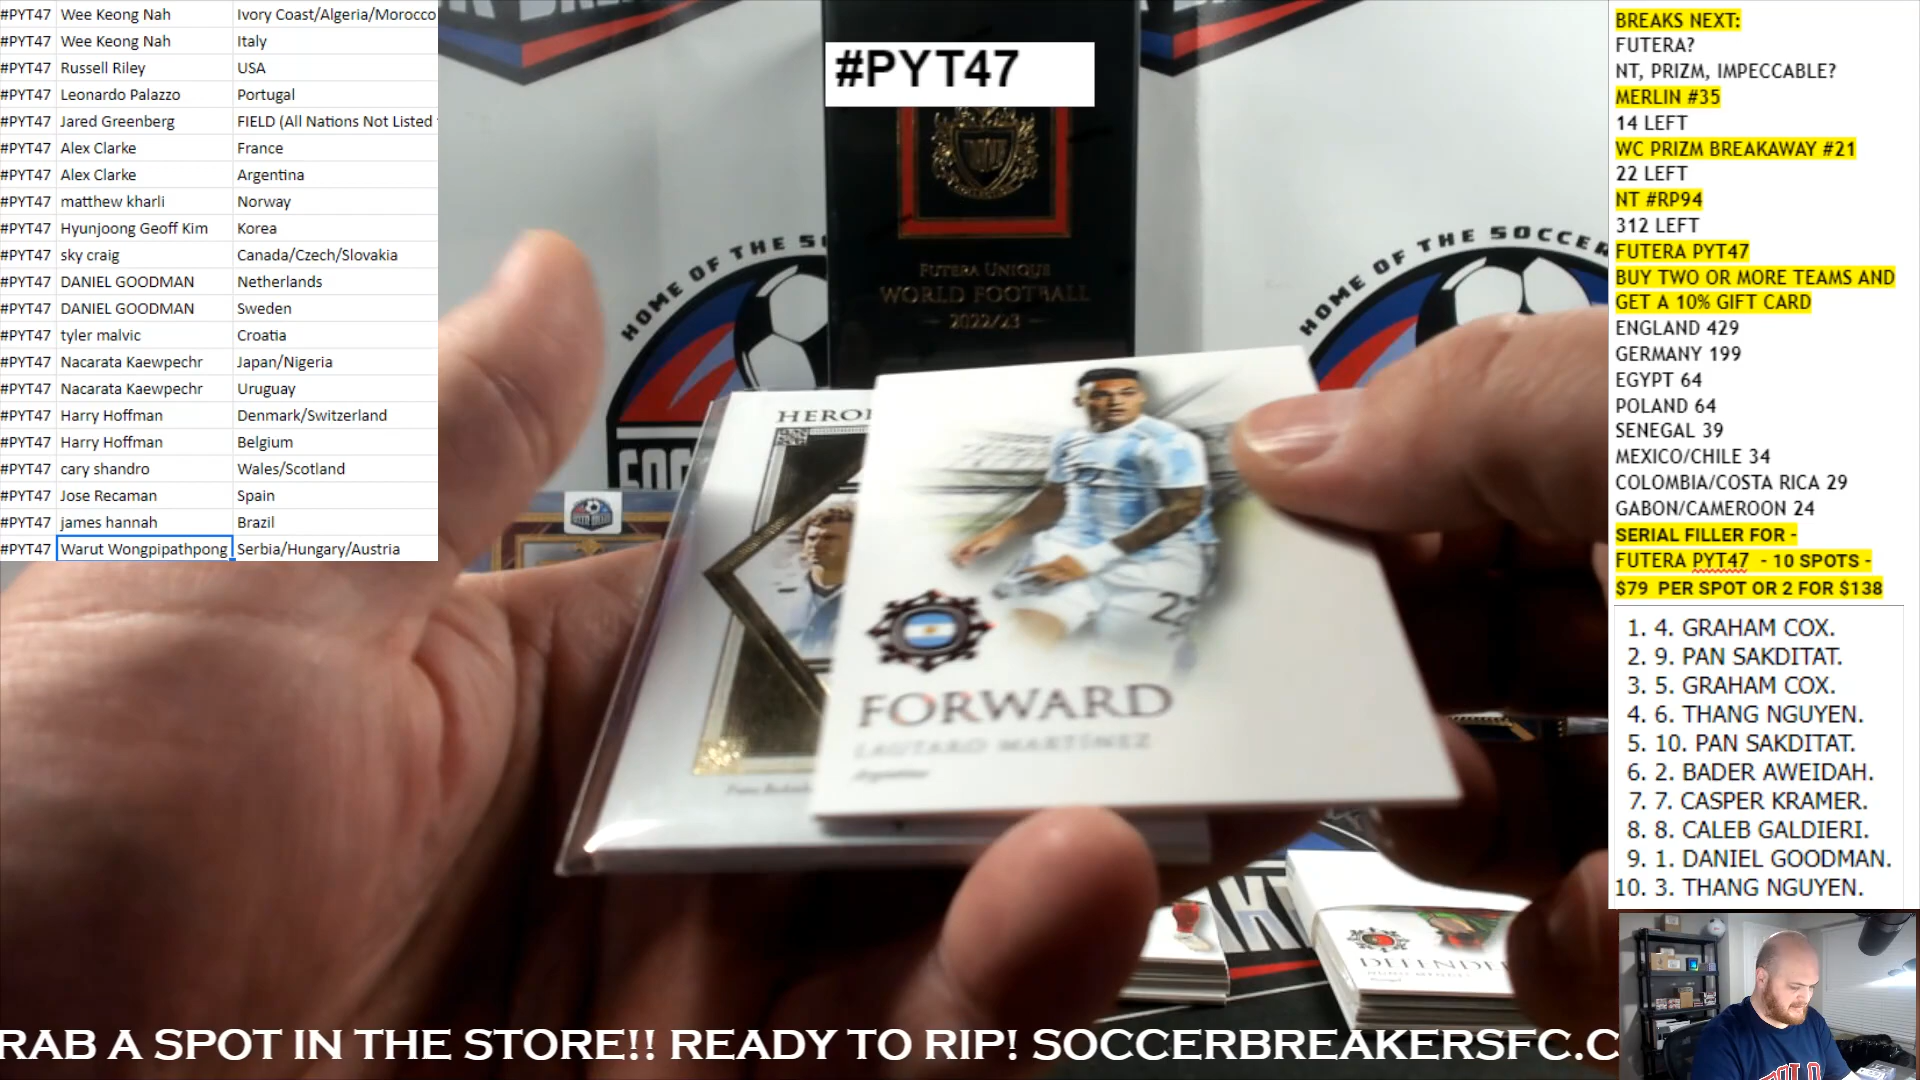 #PYT47 Wee Keong Nah Ivory Coast/Algeria/Morocco
#PYT47 Wee Keong Nah Italy
#PYT47 Russell Riley USA
#PYT47 Leonardo Palazzo Portugal
#PYT47 Jared Greenberg FIELD (All Nations Not Listed
#PYT47 Alex Clarke France
#PYT47 Alex Clarke Argentina
#PYT47 matthew kharli Norway
#PYT47 Hyunjoong Geoff Kim Korea
#PYT47 sky craig Canada/Czech/Slovakia
#PYT47 DANIEL GOODMAN Netherlands
#PYT47 DANIEL GOODMAN Sweden
#PYT47 tyler malvic Croatia
#PYT47 Nacarata Kaewpechr Japan/Nigeria
#PYT47 Nacarata Kaewpechr Uruguay
#PYT47 Harry Hoffman Denmark/Switzerland
#PYT47 Harry Hoffman Belgium
#PYT47 cary shandro Wales/Scotland
#PYT47 Jose Recaman Spain
#PYT47 james hannah Brazil
#PYT47 Warut Wongpipathpong Serbia/Hungary/Austria
#PYT47
FUTERA UNIQUE
WORLD FOOTBALL
2022/23
HOME OF THE SO
HOME OF THE SOCCER
HERO
22
FORWARD
LAUTARO MARTÍNEZ
Argentina
DEFENDE
BREAKS NEXT:
FUTERA?
NT, PRIZM, IMPECCABLE?
MERLIN #35
14 LEFT
WC PRIZM BREAKAWAY #21
22 LEFT
NT #RP94
312 LEFT
FUTERA PYT47
BUY TWO OR MORE TEAMS AND
GET A 10% GIFT CARD
ENGLAND 429
GERMANY 199
EGYPT 64
POLAND 64
SENEGAL 39
MEXICO/CHILE 34
COLOMBIA/COSTA RICA 29
GABON/CAMEROON 24
SERIAL FILLER FOR -
FUTERA PYT47 - 10 SPOTS -
$79 PER SPOT OR 2 FOR $138
1. 4. GRAHAM COX.
2. 9. PAN SAKDITAT.
3. 5. GRAHAM COX.
4. 6. THANG NGUYEN.
5. 10. PAN SAKDITAT.
6. 2. BADER AWEIDAH.
7. 7. CASPER KRAMER.
8. 8. CALEB GALDIERI.
9. 1. DANIEL GOODMAN.
10. 3. THANG NGUYEN.
RAB A SPOT IN THE STORE!! READY TO RIP! SOCCERBREAKERSFC.C